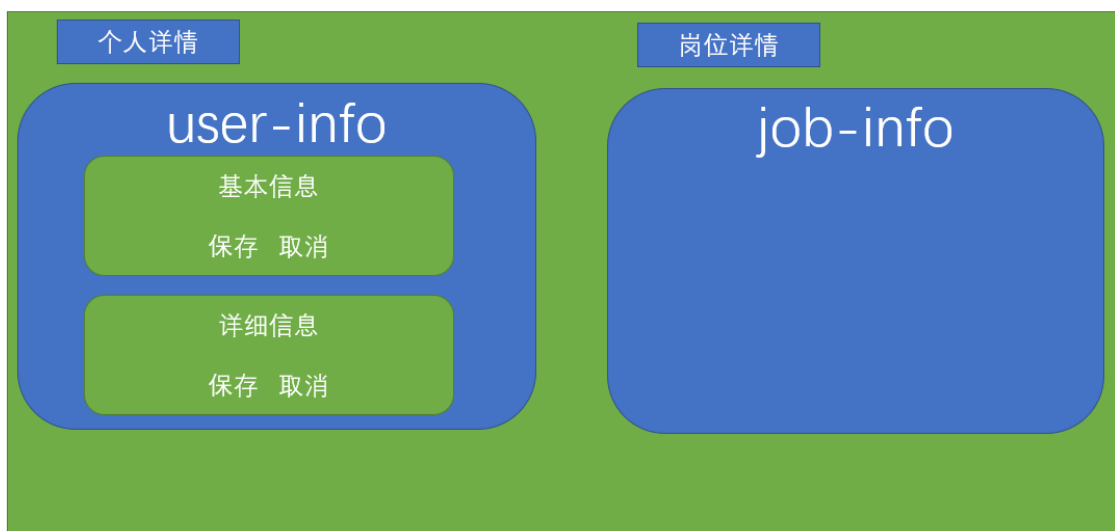 个人详情
岗位详情
user-info
job-info
基本信息
保存 取消
详细信息
保存 取消